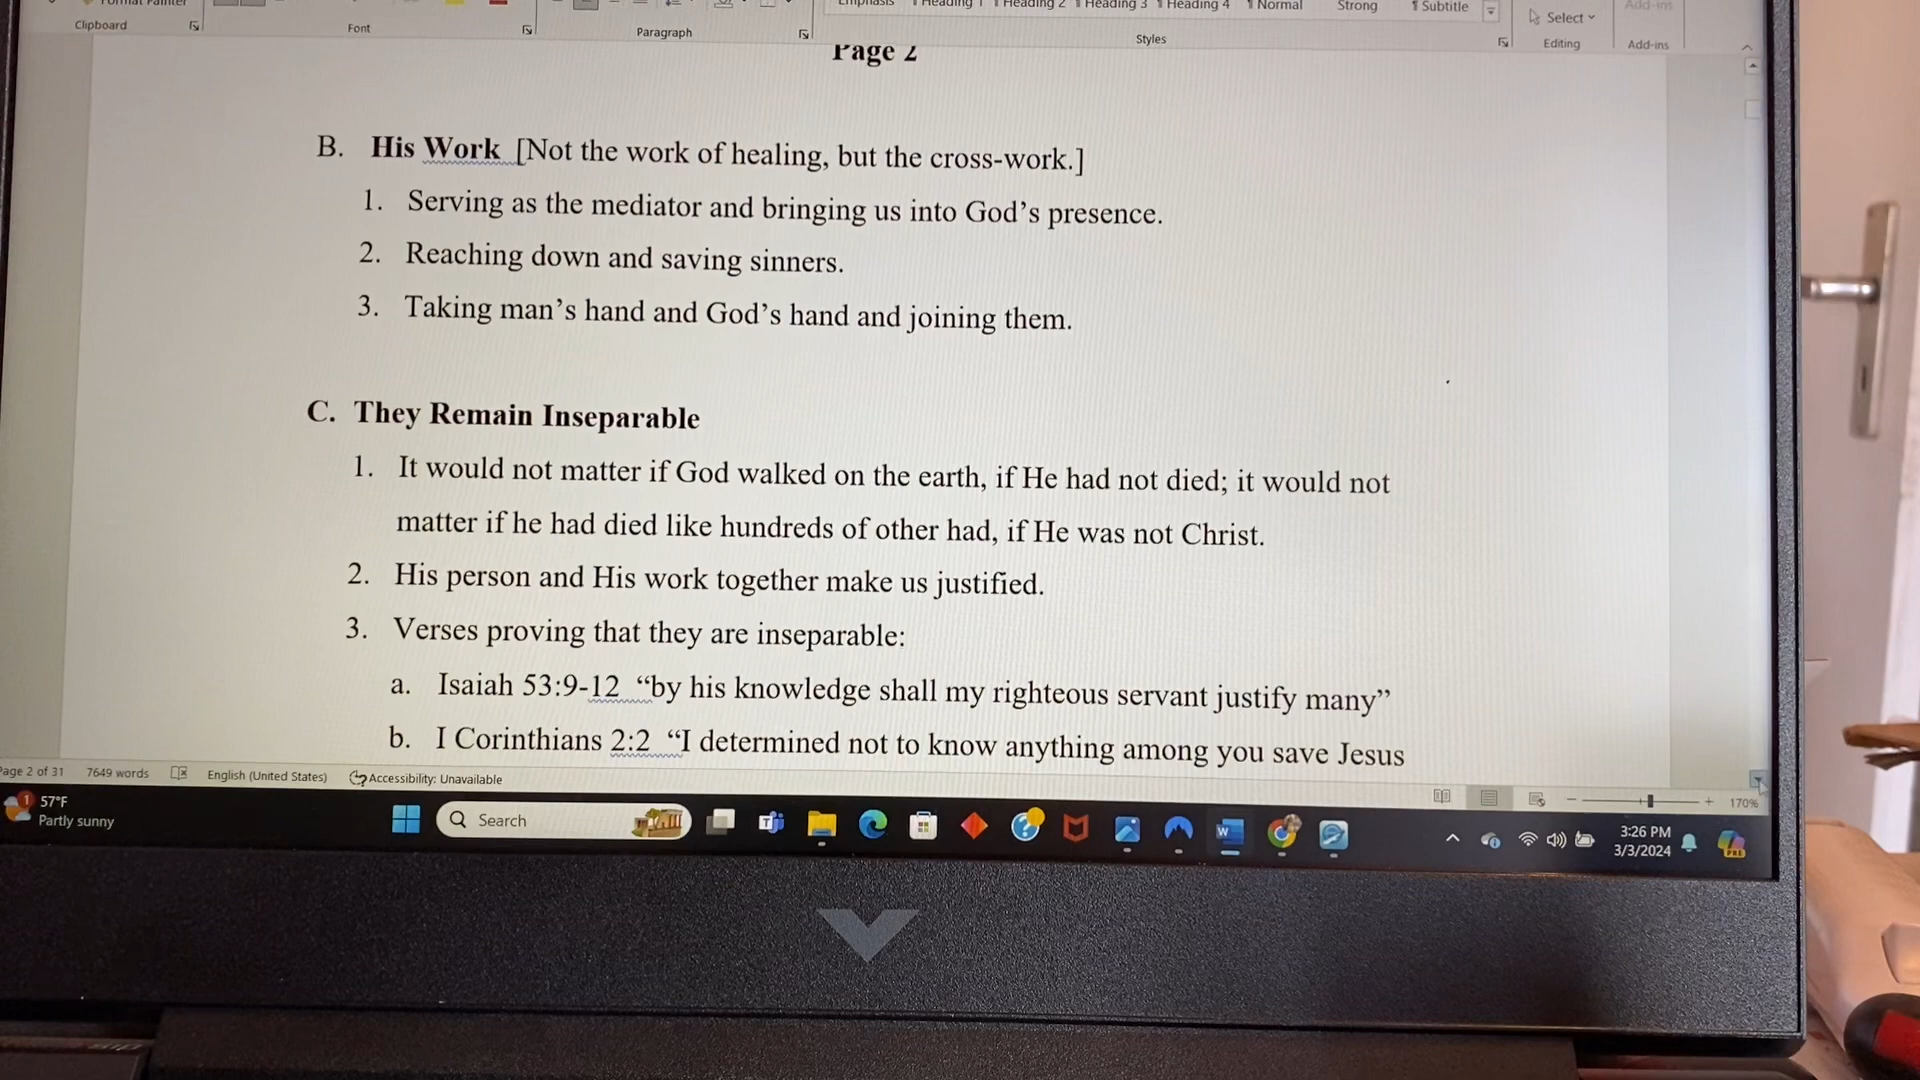 Format Painter
Emphasis ¶ Heading 1 ¶ Heading 2 ¶ Heading 3 ¶ Heading 4 ¶ Normal Strong ¶ Subtitle
Select
Add-ins
Clipboard Font Paragraph Styles Editing Add-ins
Page 2
B. His Work [Not the work of healing, but the cross-work.]
1. Serving as the mediator and bringing us into God’s presence.
2. Reaching down and saving sinners.
3. Taking man’s hand and God’s hand and joining them.
C. They Remain Inseparable
1. It would not matter if God walked on the earth, if He had not died; it would not
matter if he had died like hundreds of other had, if He was not Christ.
2. His person and His work together make us justified.
3. Verses proving that they are inseparable:
a. Isaiah 53:9-12 “by his knowledge shall my righteous servant justify many”
b. I Corinthians 2:2 “I determined not to know anything among you save Jesus
Page 2 of 31 7649 words English (United States) Accessibility: Unavailable
170%
1 57°F
Partly sunny
Search
T
W
PRE
3:26 PM
3/3/2024